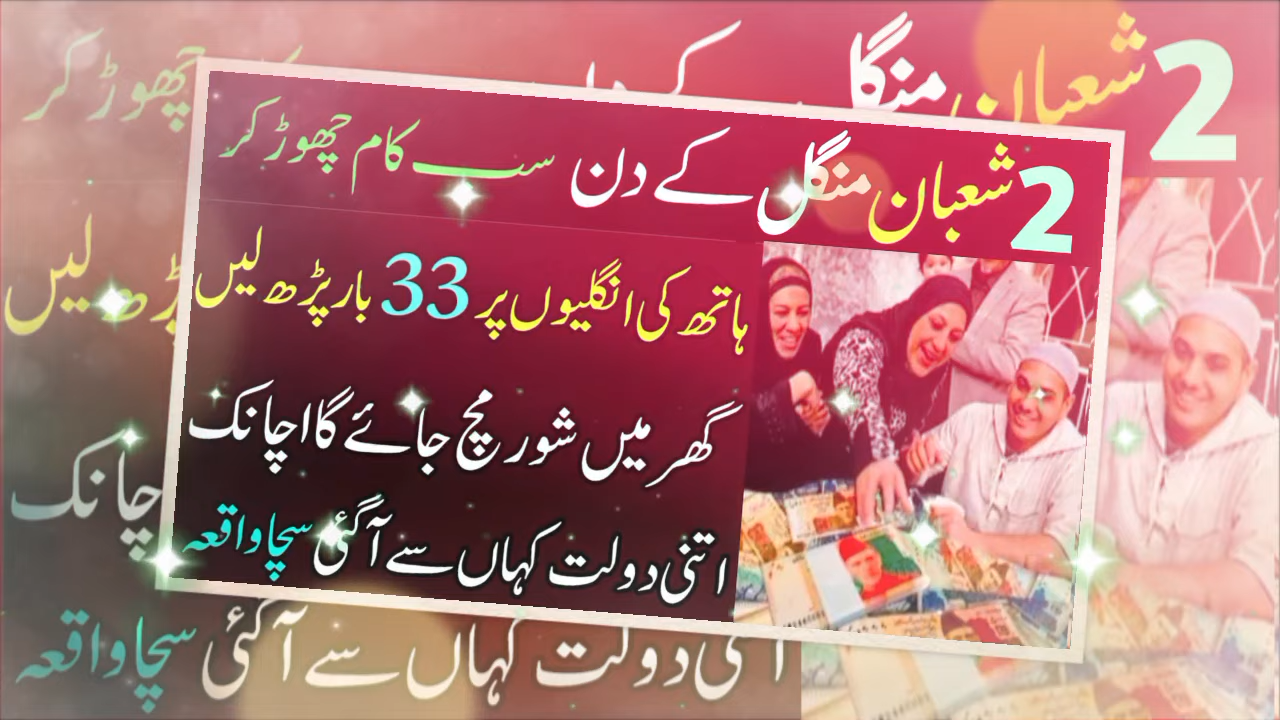 2 شعبان منگل کے دن سب کام چھوڑ کر
ہاتھ کی انگلیوں پر 33 بار پڑھ لیں
گھر میں شور مچ جائے گا اچانک
اتنی دولت کہاں سے آگئی سچا واقعہ